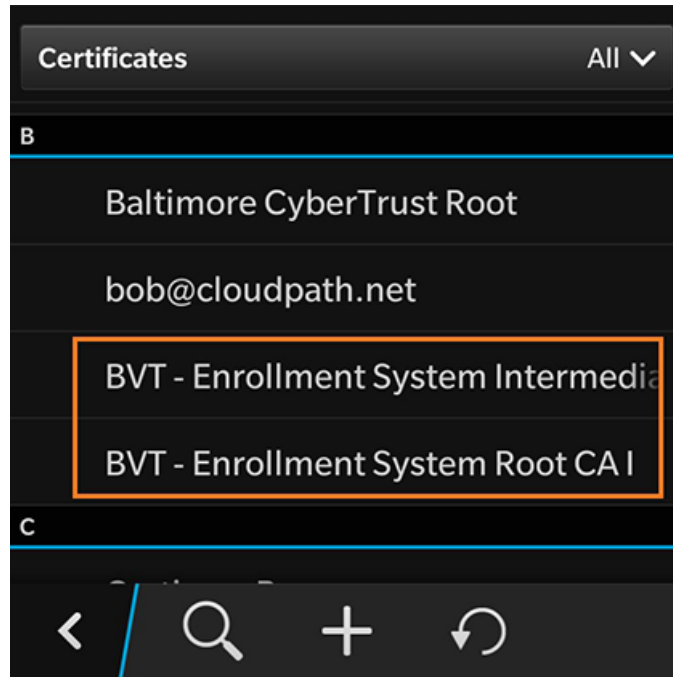 Certificates
All
B
Baltimore CyberTrust Root
bob@cloudpath.net
BVT - Enrollment System Intermedia
BVT - Enrollment System Root CA I
C